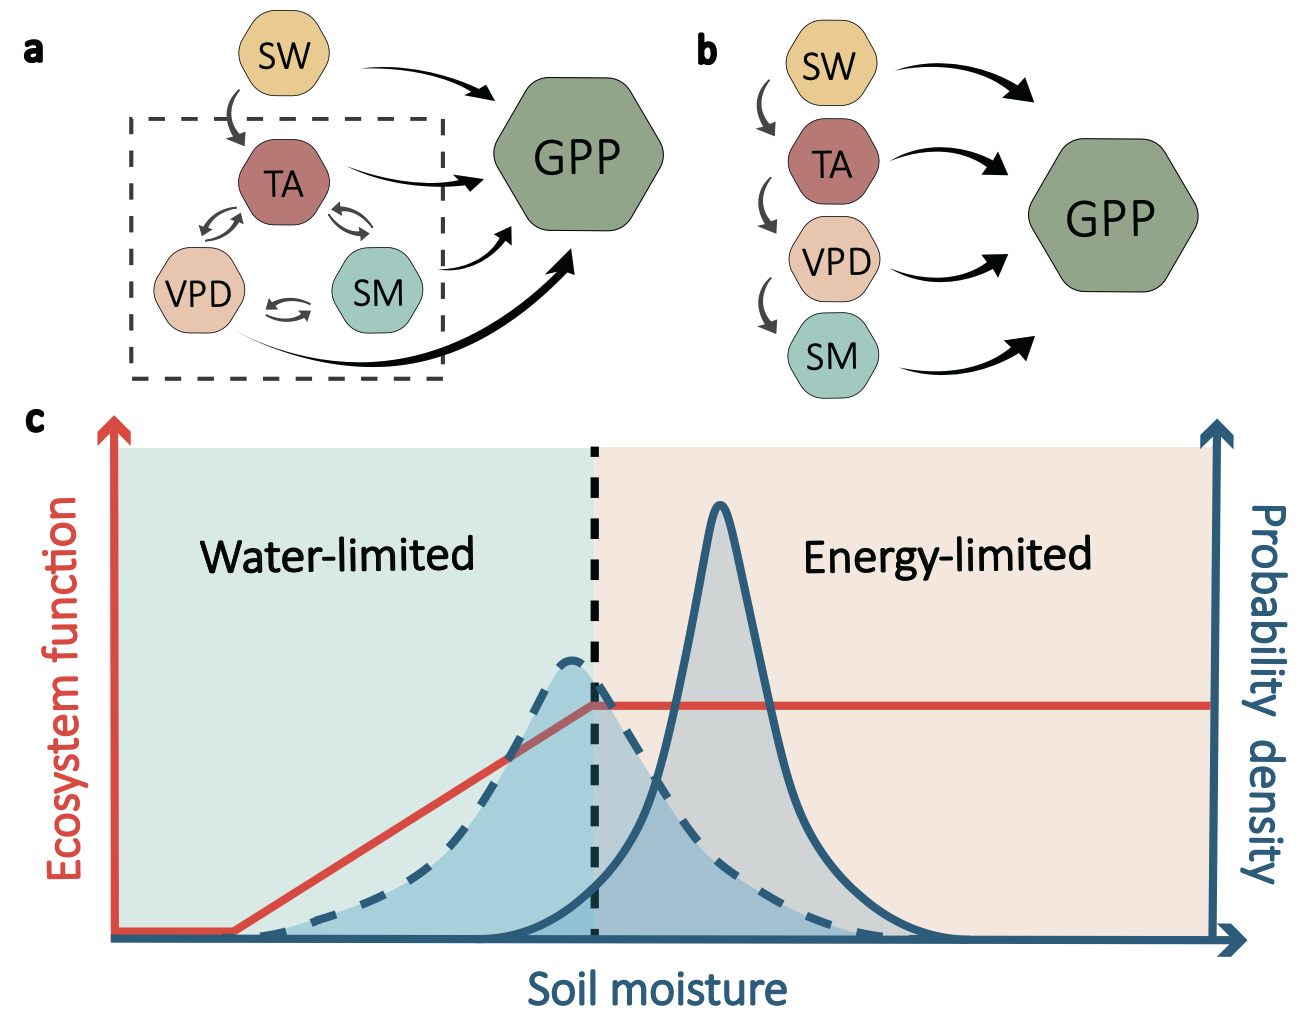 a
SW
TA
VPD
SM
GPP
b
SW
TA
VPD
SM
GPP
c
Water-limited
Energy-limited
Ecosystem function
Probability density
Soil moisture